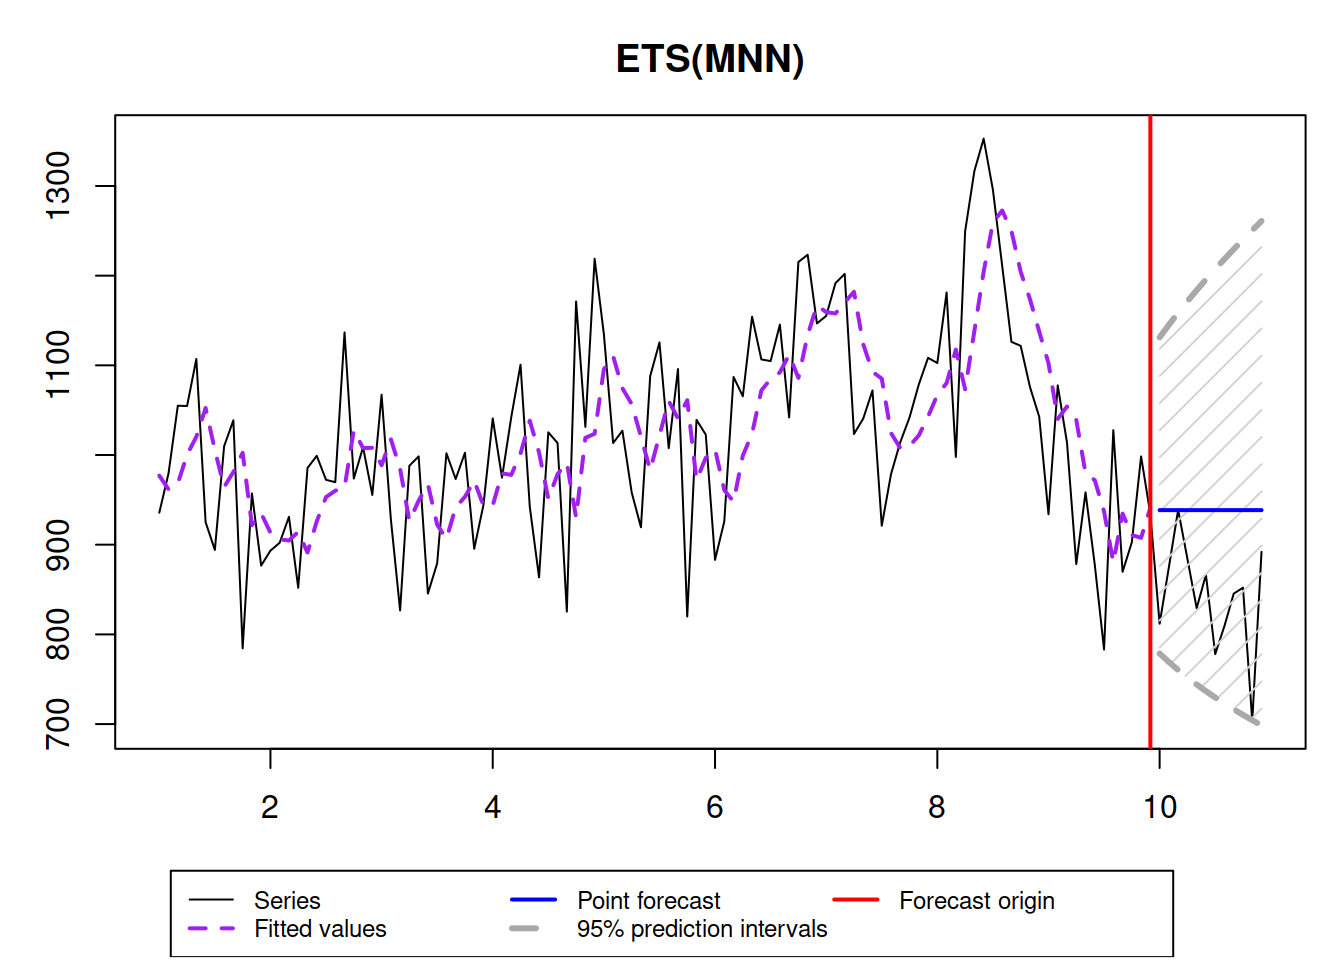 ETS(MNN)
1300
1100
900
800
700
2 4 6 8 10
Series Point forecast Forecast origin
Fitted values 95% prediction intervals